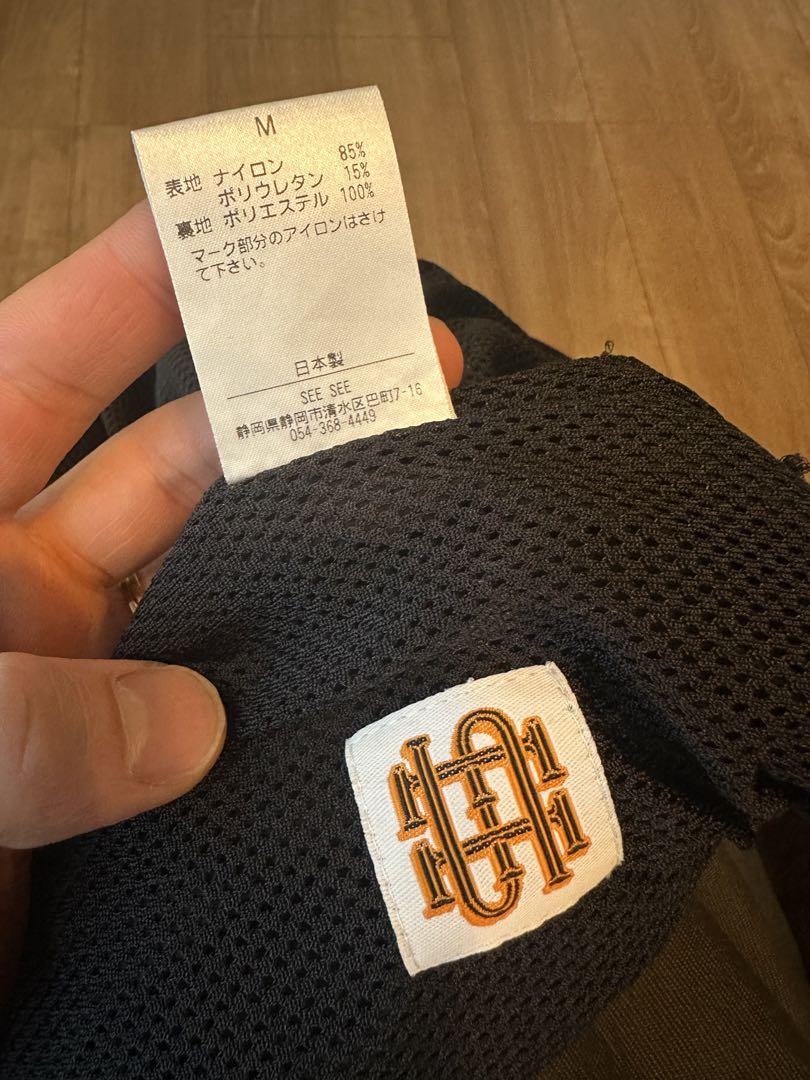 M
表地 ナイロン 85%
ポリウレタン 15%
裏地 ポリエステル 100%
マーク部分のアイロンはさけ
て下さい。
日本製
SEE SEE
静岡県静岡市清水区巴町7-16
054-368-4449